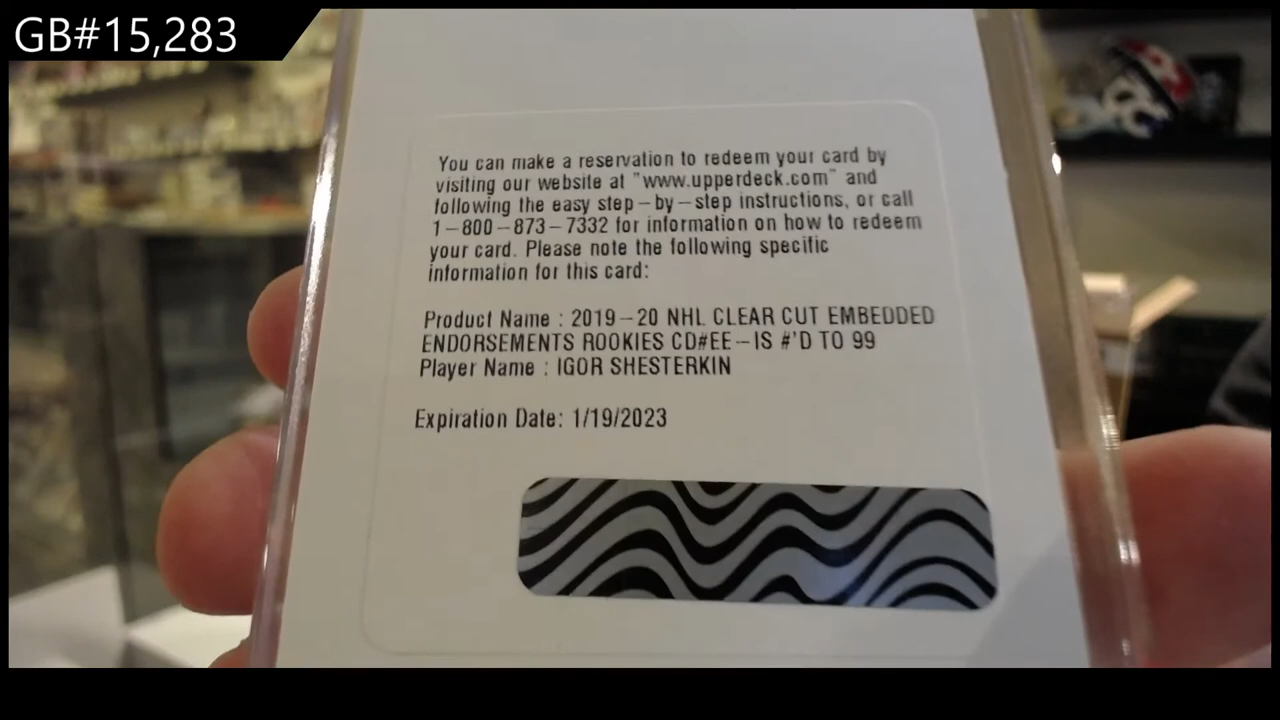 GB#15,283
You can make a reservation to redeem your card by
visiting our website at "www.upperdeck.com" and
following the easy step-by-step instructions, or call
1-800-873-7332 for information on how to redeem
your card. Please note the following specific
information for this card:
Product Name : 2019-20 NHL CLEAR CUT EMBEDDED
ENDORSEMENTS ROOKIES CD#EE-IS #'D TO 99
Player Name : IGOR SHESTERKIN
Expiration Date: 1/19/2023